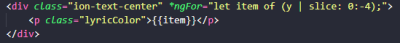 <div class="ion-text-center" *ngFor="let item of (y | slice: 0:-4);">
<p class="lyricColor">{{item}}</p>
</div>